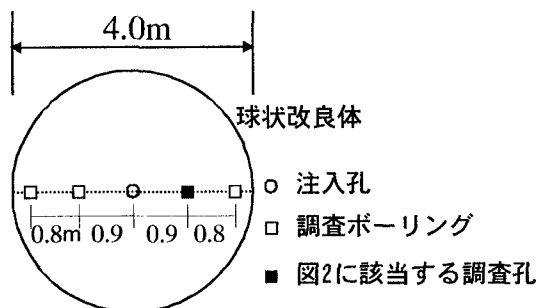 4.0m
球状改良体
注入孔
0.8m 0.9 0.9 0.8
調査ボーリング
図2に該当する調査孔